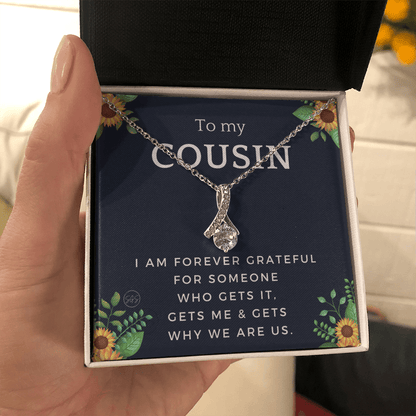 To my
COUSIN
I AM FOREVER GRATEFUL
FOR SOMEONE
WHO GETS IT,
GETS ME & GETS
WHY WE ARE US.